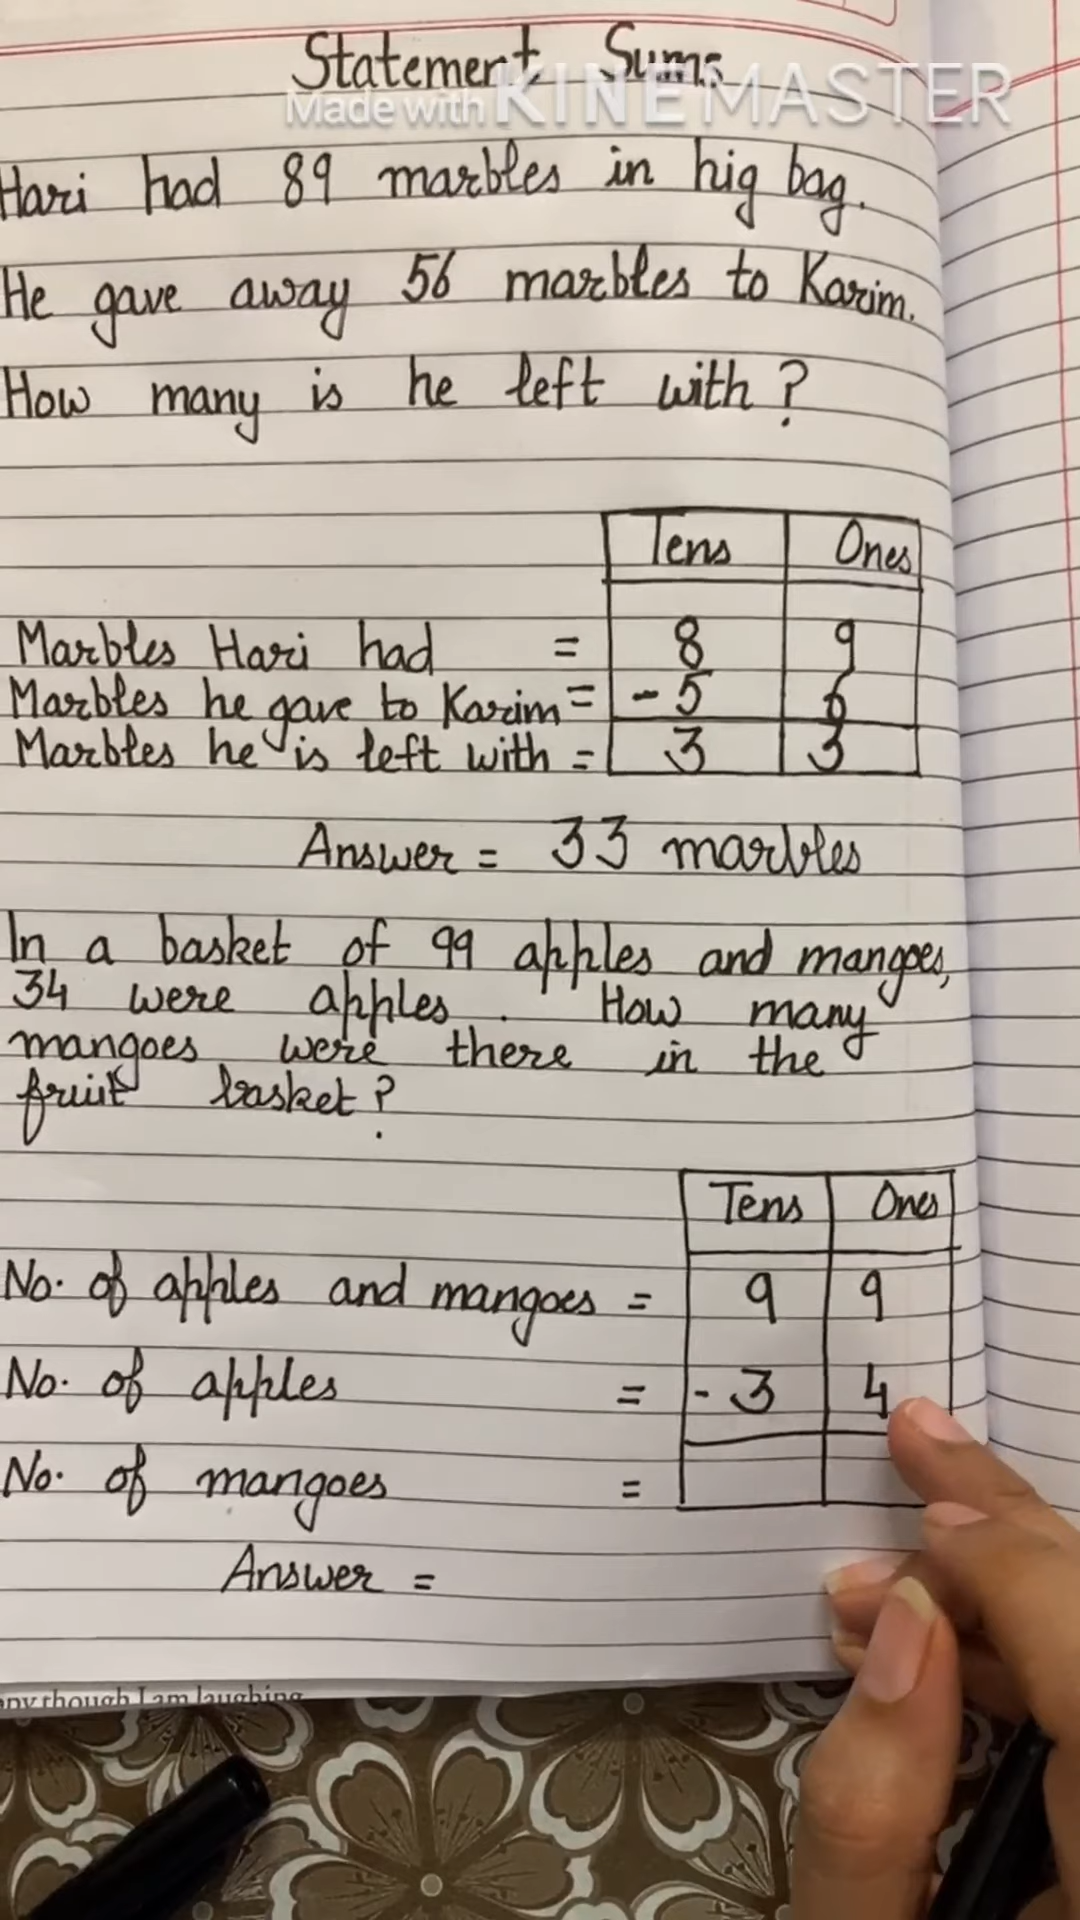 Statement Sums
Made with KINEMASTER
Hari had 89 marbles in hig bag.
He gave away 56 marbles to Karim.
How many is he left with?
Tens Ones
Marbles Hari had = 8 9
Marbles he gave to Karim = - 5 6
Marbles he is left with = 3 3
Answer = 33 marbles
In a basket of 99 apples and mangoes,
34 were apples. How many
mangoes were there in the
fruit basket?
Tens Ones
No. of apples and mangoes = 9 9
No. of apples = - 3 4
No. of mangoes =
Answer =
though I am laughing